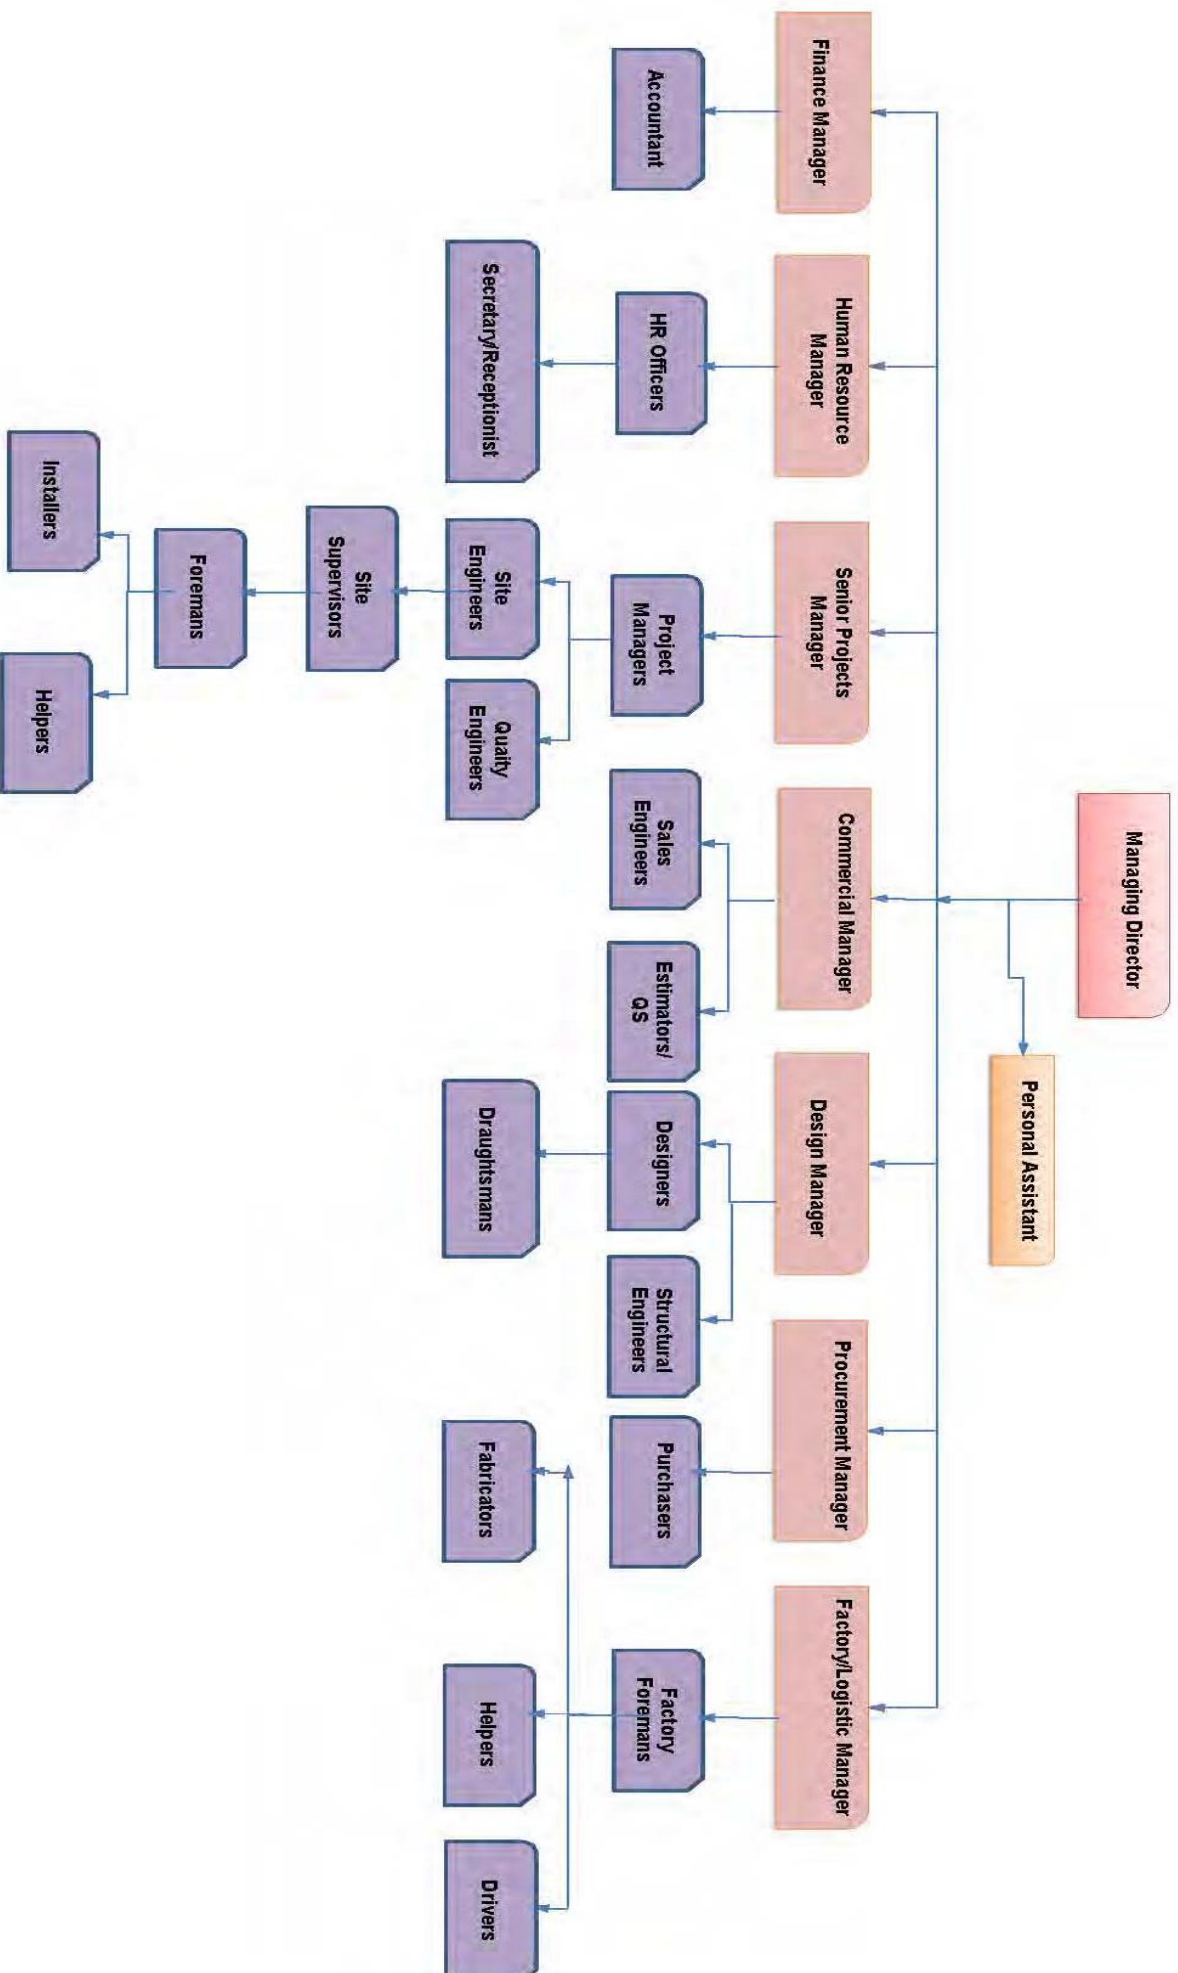 Managing Director
Personal Assistant
Finance Manager
Human Resource
Manager
Senior Projects
Manager
Commercial Manager
Design Manager
Procurement Manager
Factory/Logistic Manager
Accountant
HR Officers
Project
Managers
Sales
Engineers
Estimators/
QS
Designers
Structural
Engineers
Purchasers
Factory
Foremans
Secretary/Receptionist
Site
Engineers
Quaity
Engineers
Draughtsmans
Fabricators
Helpers
Drivers
Site
Supervisors
Foremans
Installers
Helpers